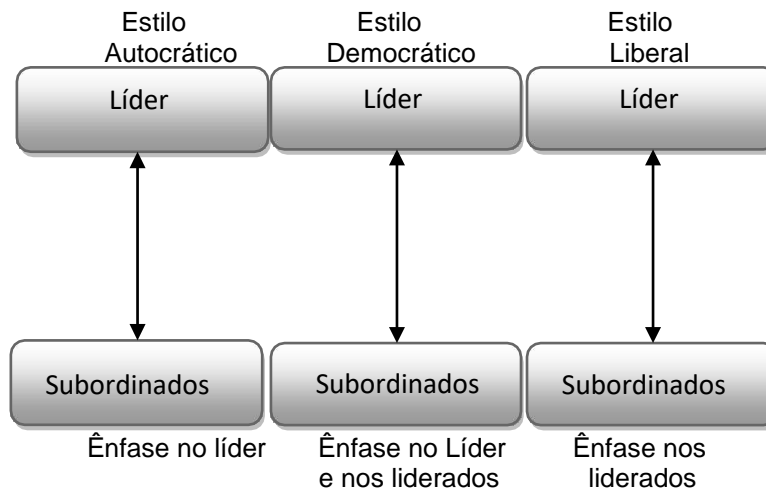 Estilo
Autocrático
Estilo
Democrático
Estilo
Liberal
Líder
Líder
Líder
Subordinados
Subordinados
Subordinados
Ênfase no líder
Ênfase no Líder
e nos liderados
Ênfase nos
liderados